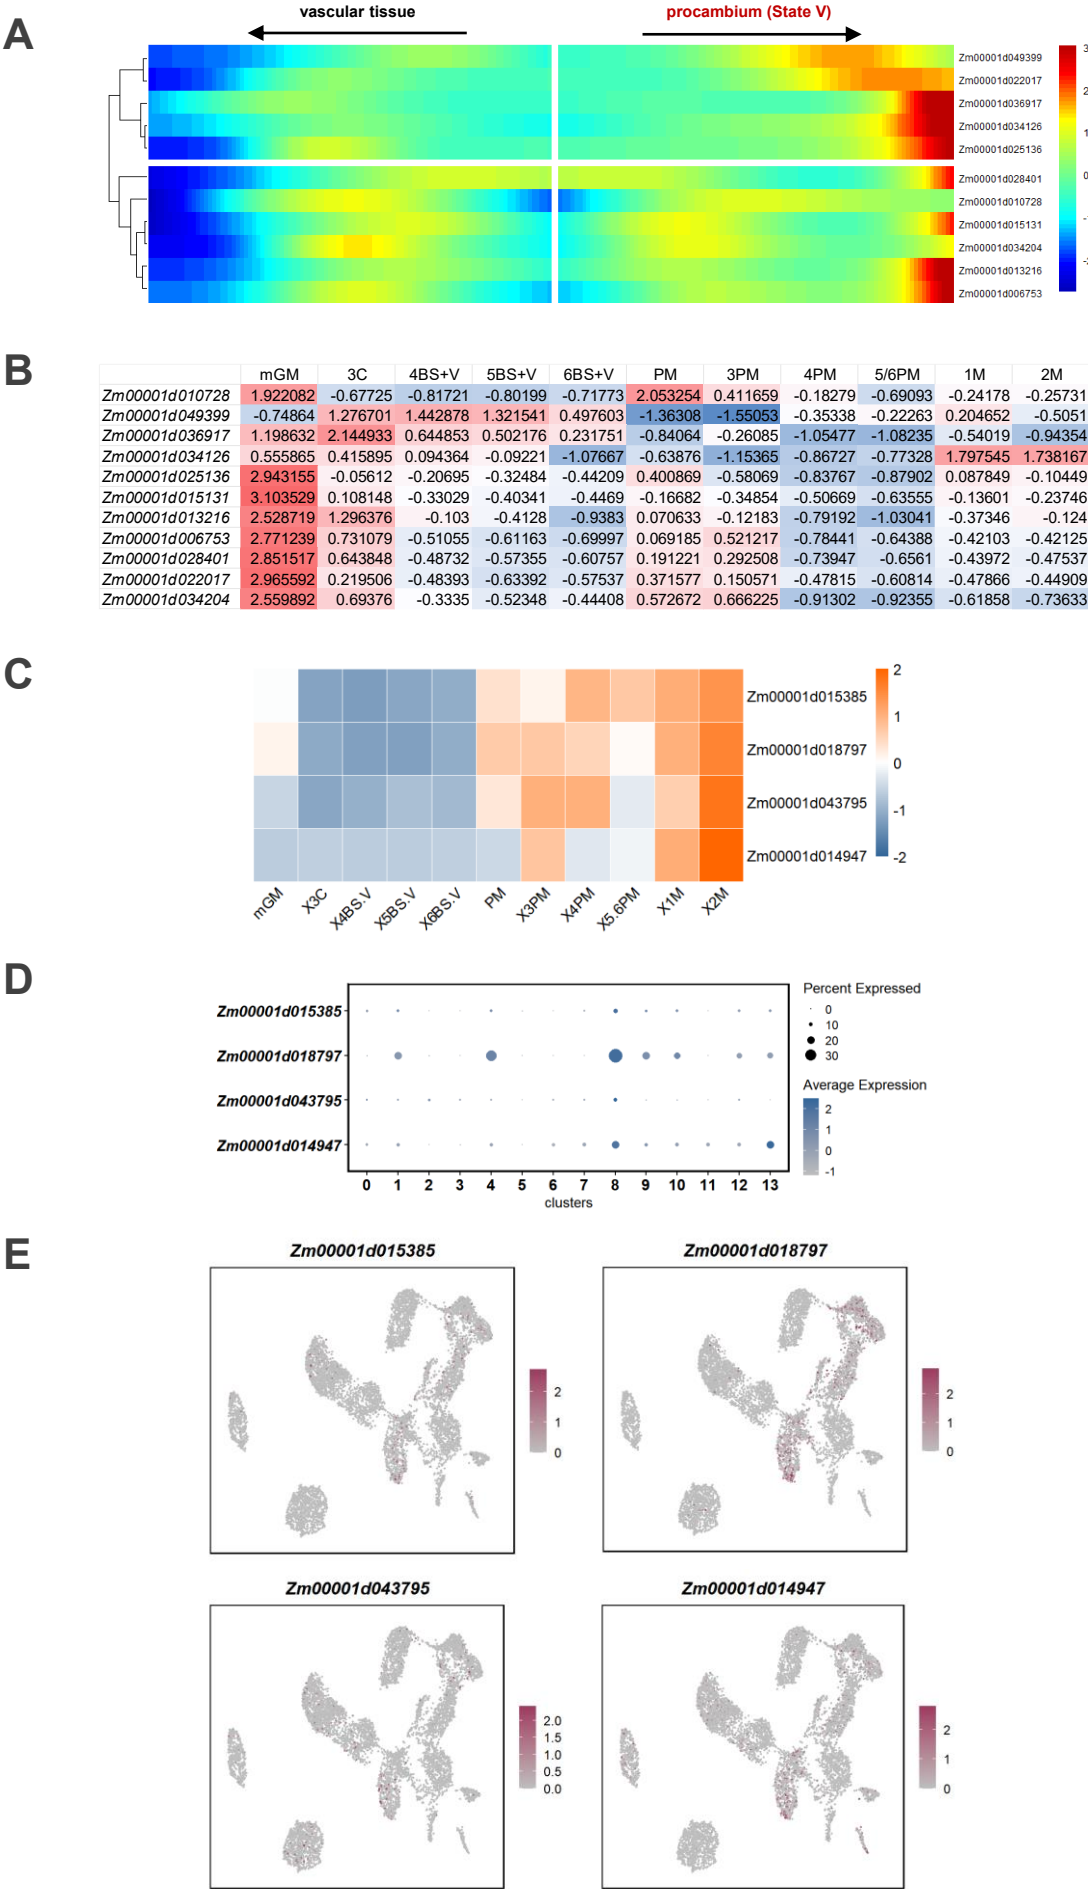 A
vascular tissue
procambium (State V)
Zm00001d049399
Zm00001d022017
Zm00001d036917
Zm00001d034126
Zm00001d025136
Zm00001d028401
Zm00001d010728
Zm00001d015131
Zm00001d034204
Zm00001d013216
Zm00001d006753
3
2
1
0
B
mGM 3C 4BS+V 5BS+V 6BS+V PM 3PM 4PM 5/6PM 1M 2M
Zm00001d010728 1.922082 -0.67725 -0.81721 -0.80199 -0.71773 2.053254 0.411659 -0.18279 -0.69093 -0.24178 -0.25731
Zm00001d049399 -0.74864 1.276701 1.442878 1.321541 0.497603 -1.36308 -1.55053 -0.35338 -0.22263 0.204652 -0.5051
Zm00001d036917 1.198632 2.144933 0.644853 0.502176 0.231751 -0.84064 -0.26085 -1.05477 -1.08235 -0.54019 -0.94354
Zm00001d034126 0.555865 0.415895 0.094364 -0.09221 -1.07667 -0.63876 -1.15365 -0.86727 -0.77328 1.797545 1.738167
Zm00001d025136 2.943155 -0.05612 -0.20695 -0.32484 -0.44209 0.400869 -0.58069 -0.83767 -0.87902 0.087849 -0.10449
Zm00001d015131 3.103529 0.108148 -0.33029 -0.40341 -0.4469 -0.16682 -0.34854 -0.50669 -0.63555 -0.13601 -0.23746
Zm00001d013216 2.528719 1.296376 -0.103 -0.4128 -0.9383 0.070633 -0.12183 -0.79192 -1.03041 -0.37346 -0.124
Zm00001d006753 2.771239 0.731079 -0.51055 -0.61163 -0.69997 0.069185 0.521217 -0.78441 -0.64388 -0.42103 -0.42125
Zm00001d028401 2.851517 0.643848 -0.48732 -0.57355 -0.60757 0.191221 0.292508 -0.73947 -0.6561 -0.43972 -0.47537
Zm00001d022017 2.965592 0.219506 -0.48393 -0.63392 -0.57537 0.371577 0.150571 -0.47815 -0.60814 -0.47866 -0.44909
Zm00001d034204 2.559892 0.69376 -0.3335 -0.52348 -0.44408 0.572672 0.666225 -0.91302 -0.92355 -0.61858 -0.73633
C
Zm00001d015385
Zm00001d018797
Zm00001d043795
Zm00001d014947
2
1
0
-1
-2
mGM X3C X4BS.V X5BS.V X6BS.V PM X3PM X4PM X5.6PM X1M X2M
D
Zm00001d015385
Zm00001d018797
Zm00001d043795
Zm00001d014947
0 1 2 3 4 5 6 7 8 9 10 11 12 13
clusters
Percent Expressed
0
10
20
30
Average Expression
2
1
0
-1
E
Zm00001d015385
2
1
0
Zm00001d018797
2
1
0
Zm00001d043795
2.0
1.5
1.0
0.5
0.0
Zm00001d014947
2
1
0